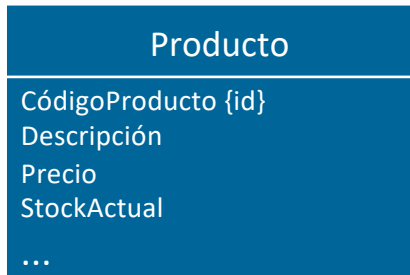 Producto
CódigoProducto {id}
Descripción
Precio
StockActual
...